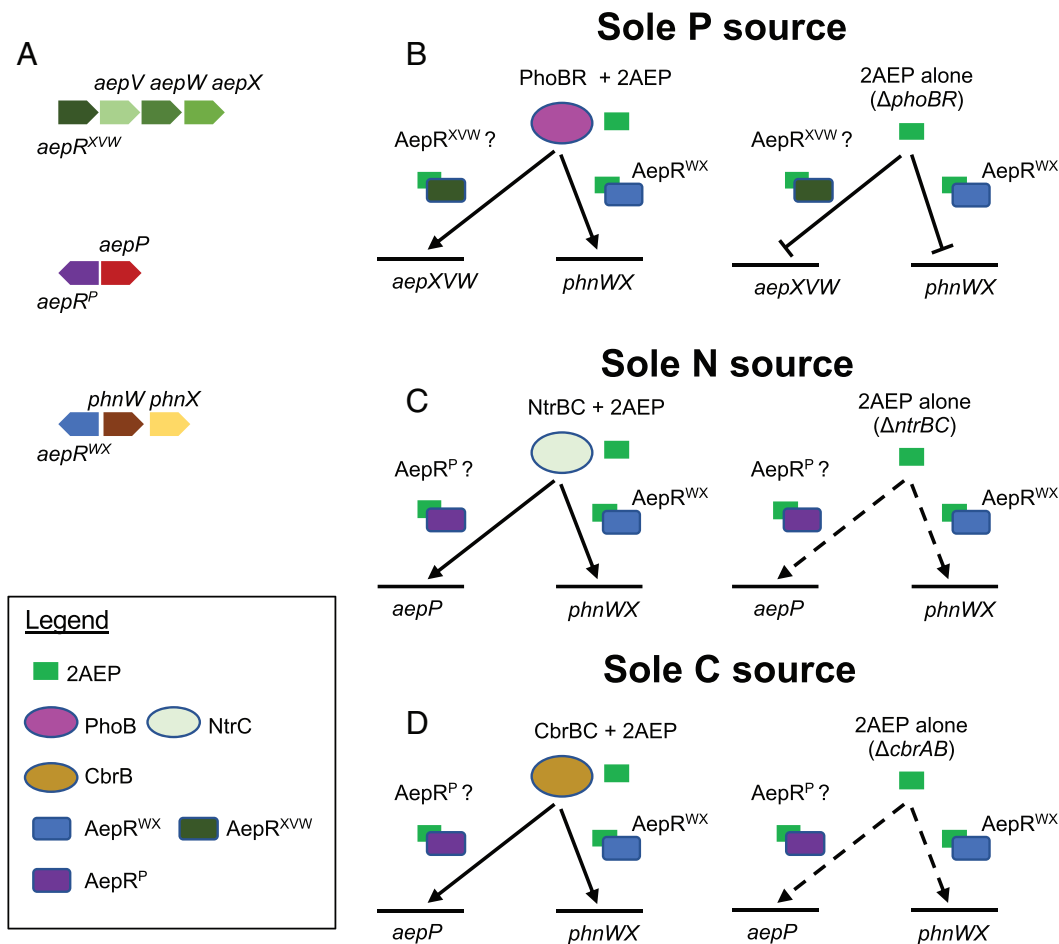 A
aepV aepW aepX
aepR^XVW
aepP
aepR^P
phnW phnX
aepR^WX
Legend
2AEP
PhoB
NtrC
CbrB
AepR^WX
AepR^XVW
AepR^P
Sole P source
B
PhoBR + 2AEP
AepR^XVW ?
AepR^WX
aepXVW
phnWX
2AEP alone
(ΔphoBR)
AepR^XVW ?
AepR^WX
aepXVW
phnWX
Sole N source
C
NtrBC + 2AEP
AepR^P ?
AepR^WX
aepP
phnWX
2AEP alone
(ΔntrBC)
AepR^P ?
AepR^WX
aepP
phnWX
Sole C source
D
CbrBC + 2AEP
AepR^P ?
AepR^WX
aepP
phnWX
2AEP alone
(ΔcbrAB)
AepR^P ?
AepR^WX
aepP
phnWX